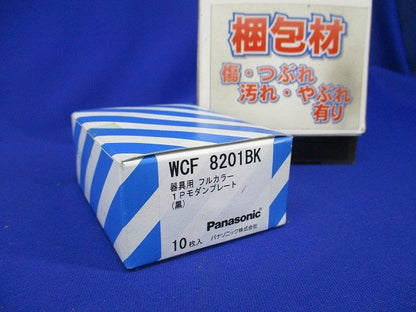 梱包材
傷・つぶれ
汚れ・やぶれ
有り
WCF 8201BK
器具用 フルカラー
1Pモダンプレート
(黒)
Panasonic
パナソニック株式会社
10枚入